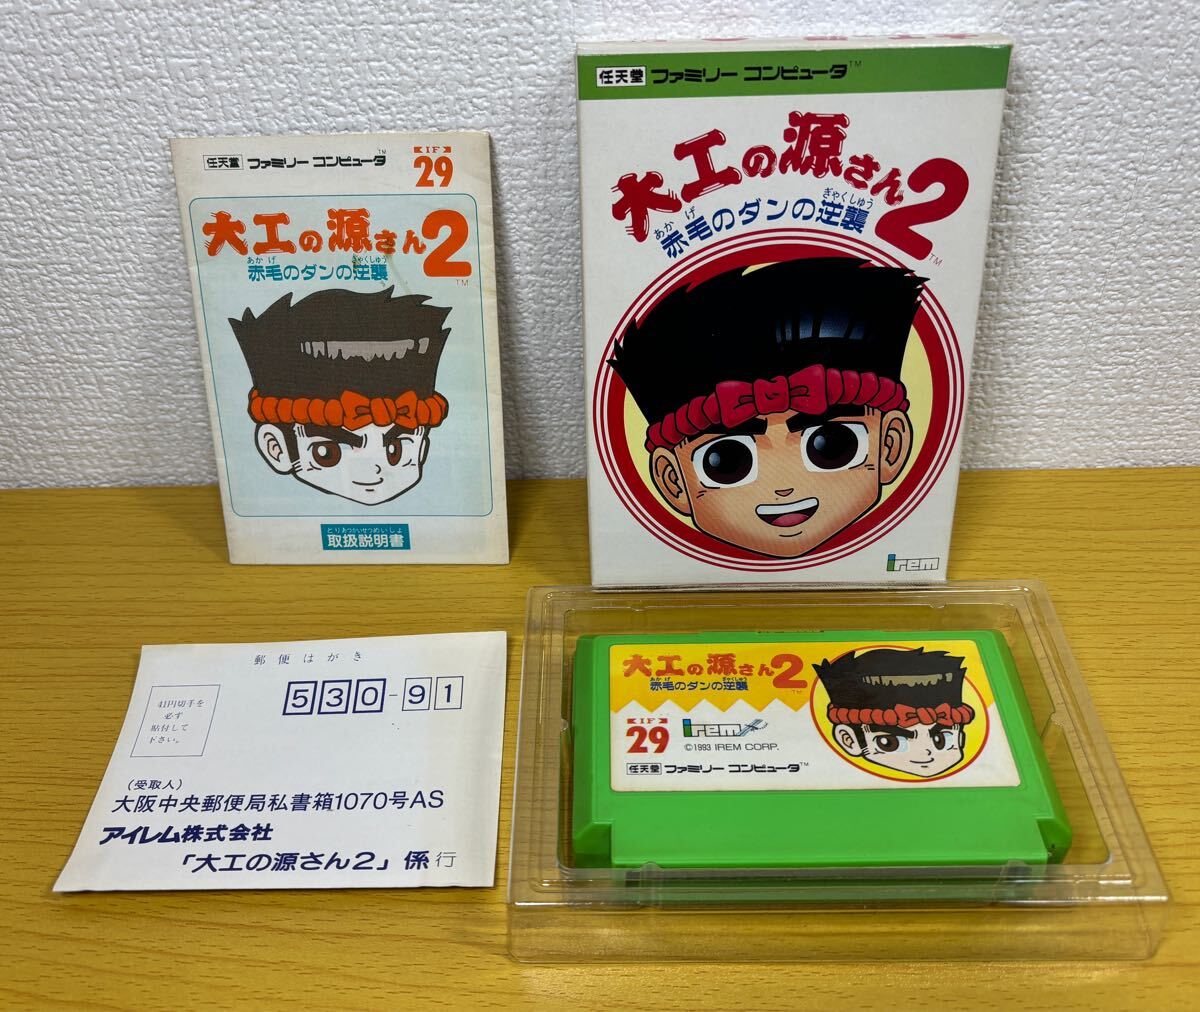 任天堂 ファミリー コンピュータ™
IF
29
大工の源さん2
あかげ ぎゃくしゅう
赤毛のダンの逆襲
TM
とりあつかいせつめいしょ
取扱説明書
任天堂 ファミリー コンピュータ™
大工の源さん2
あかげ ぎゃくしゅう
赤毛のダンの逆襲
TM
irem
郵便はがき
530-91
41円切手を
必ず
貼付して
下さい。
(受取人)
大阪中央郵便局私書箱1070号AS
アイレム株式会社
「大工の源さん2」係 行
大工の源さん2
あかげ ぎゃくしゅう
赤毛のダンの逆襲
TM
IF
29
irem
©1993 IREM CORP.
任天堂 ファミリー コンピュータ™